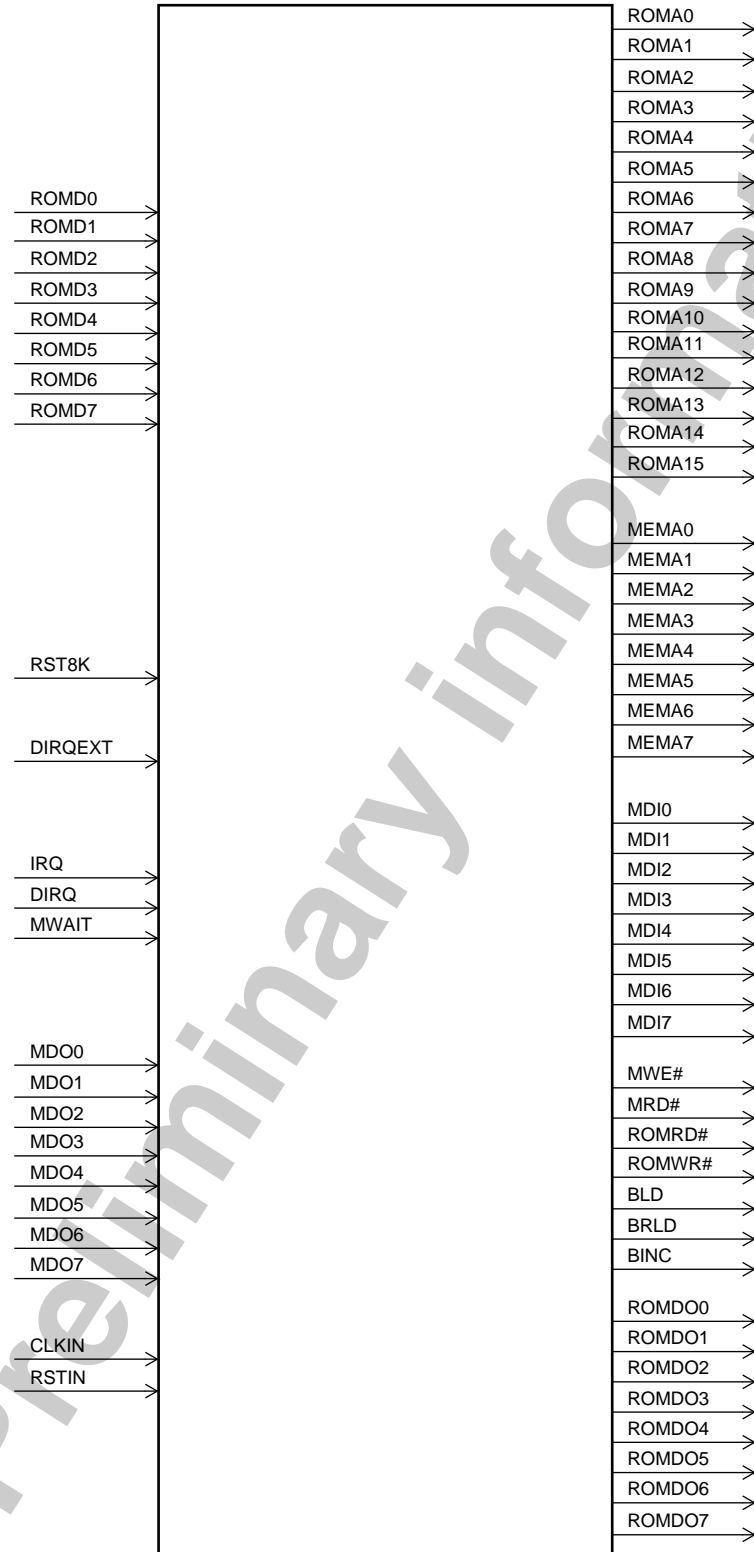 ROMD0
ROMD1
ROMD2
ROMD3
ROMD4
ROMD5
ROMD6
ROMD7
RST8K
DIRQEXT
IRQ
DIRQ
MWAIT
MDO0
MDO1
MDO2
MDO3
MDO4
MDO5
MDO6
MDO7
CLKIN
RSTIN
ROMA0
ROMA1
ROMA2
ROMA3
ROMA4
ROMA5
ROMA6
ROMA7
ROMA8
ROMA9
ROMA10
ROMA11
ROMA12
ROMA13
ROMA14
ROMA15
MEMA0
MEMA1
MEMA2
MEMA3
MEMA4
MEMA5
MEMA6
MEMA7
MDI0
MDI1
MDI2
MDI3
MDI4
MDI5
MDI6
MDI7
MWE#
MRD#
ROMRD#
ROMWR#
BLD
BRLD
BINC
ROMDO0
ROMDO1
ROMDO2
ROMDO3
ROMDO4
ROMDO5
ROMDO6
ROMDO7
Preliminary informat